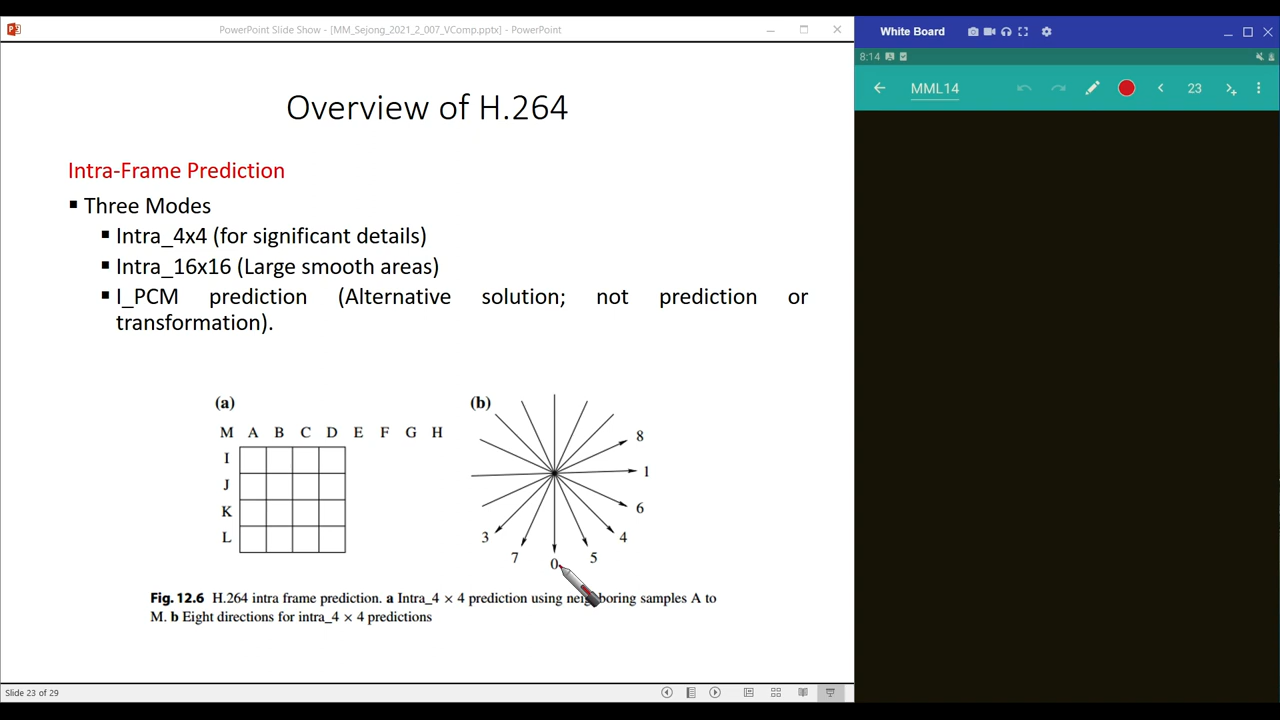 PowerPoint Slide Show - [MM_Sejong_2021_2_007_VComp.pptx] - PowerPoint
White Board
8:14
MML14
23
Overview of H.264
Intra-Frame Prediction
▪ Three Modes
▪ Intra_4x4 (for significant details)
▪ Intra_16x16 (Large smooth areas)
▪ I_PCM prediction (Alternative solution; not prediction or
transformation).
(a)
M A B C D E F G H
I
J
K
L
(b)
8
1
6
4
5
0
7
3
Fig. 12.6 H.264 intra frame prediction. a Intra_4 × 4 prediction using neighboring samples A to
M. b Eight directions for intra_4 × 4 predictions
Slide 23 of 29